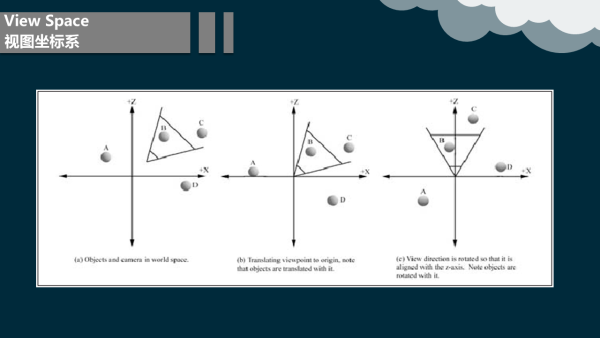 View Space
视图坐标系
+Z
B
C
A
+X
D
(a) Objects and camera in world space.
+Z
B
C
A
+X
D
(b) Translating viewpoint to origin, note
that objects are translated with it.
+Z
C
B
D
+X
A
(c) View direction is rotated so that it is
aligned with the z-axis. Note objects are
rotated with it.